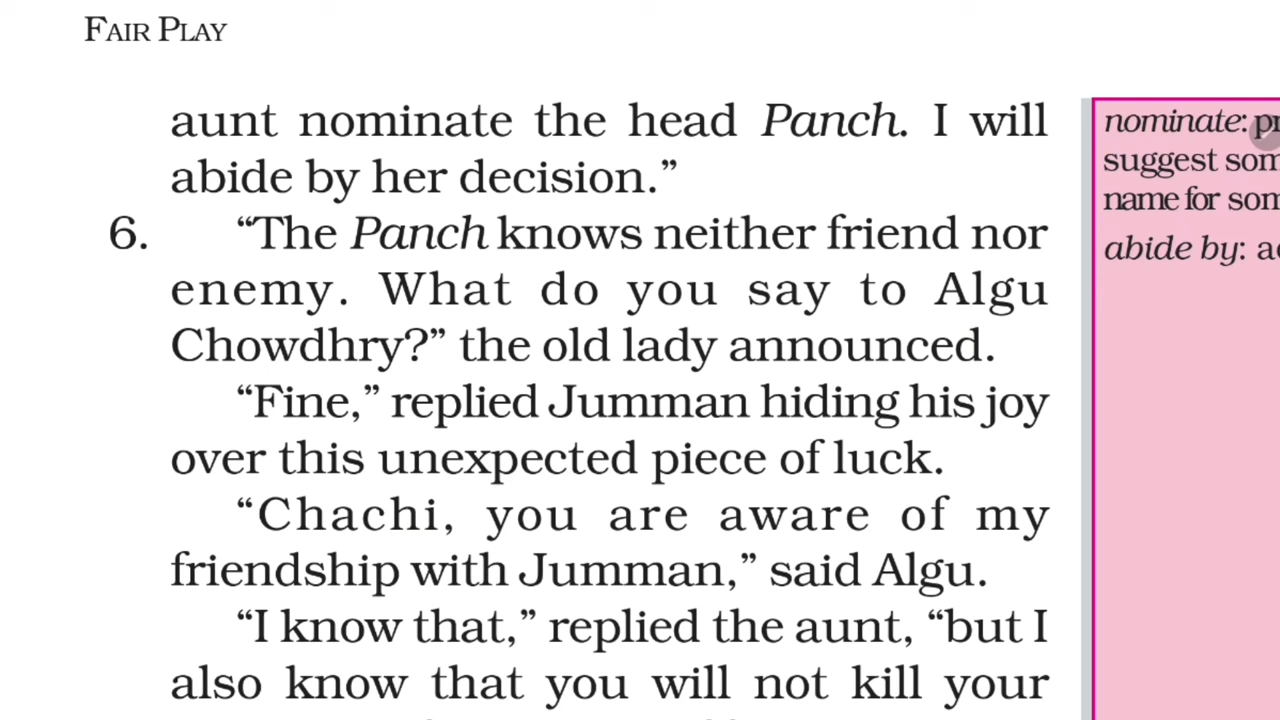 FAIR PLAY
aunt nominate the head Panch. I will
abide by her decision.”
6. “The Panch knows neither friend nor
enemy. What do you say to Algu
Chowdhry?” the old lady announced.
“Fine,” replied Jumman hiding his joy
over this unexpected piece of luck.
“Chachi, you are aware of my
friendship with Jumman,” said Algu.
“I know that,” replied the aunt, “but I
also know that you will not kill your
nominate:
suggest
name for
abide by: